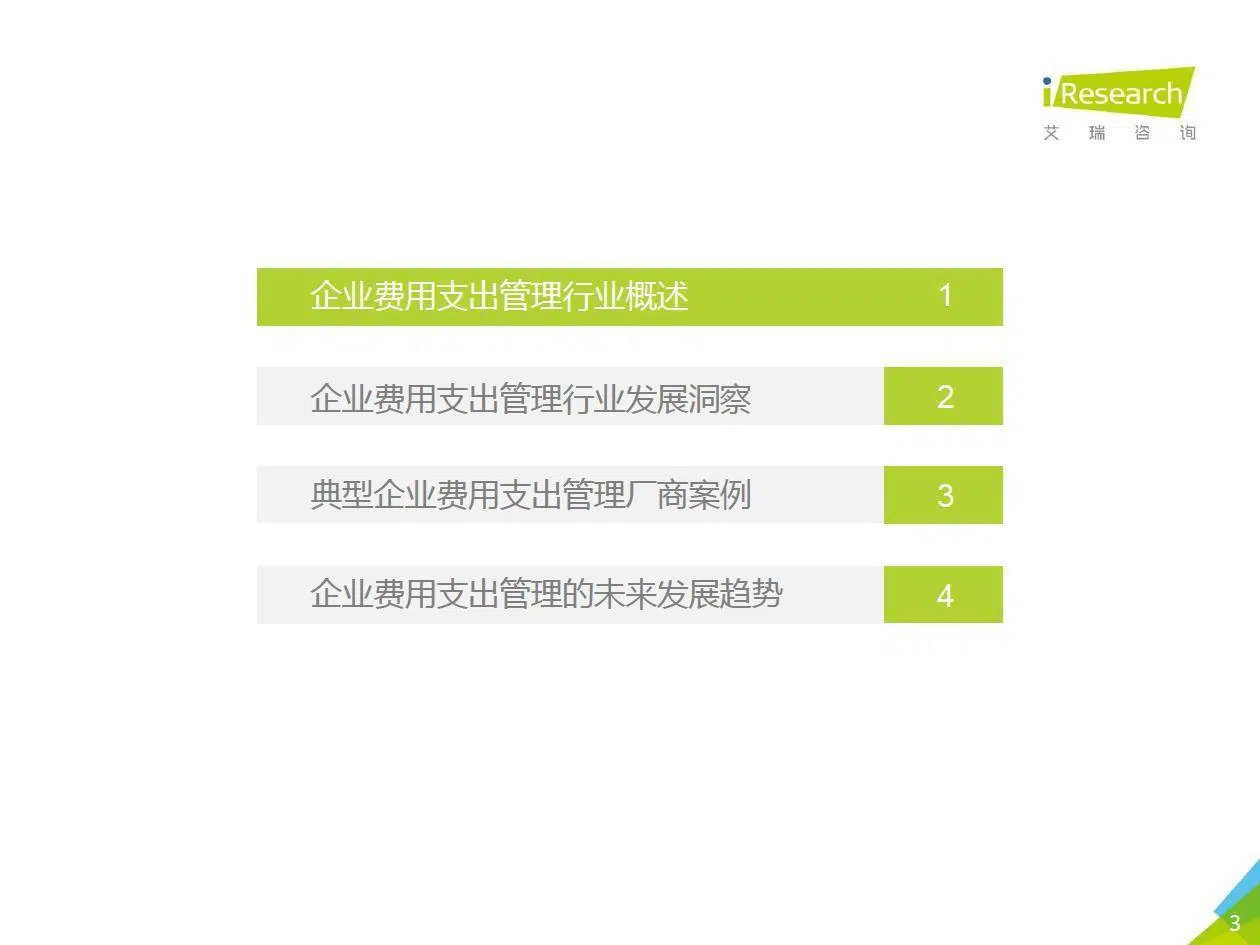 iResearch
艾瑞咨询
企业费用支出管理行业概述 1
企业费用支出管理行业发展洞察 2
典型企业费用支出管理厂商案例 3
企业费用支出管理的未来发展趋势 4
3